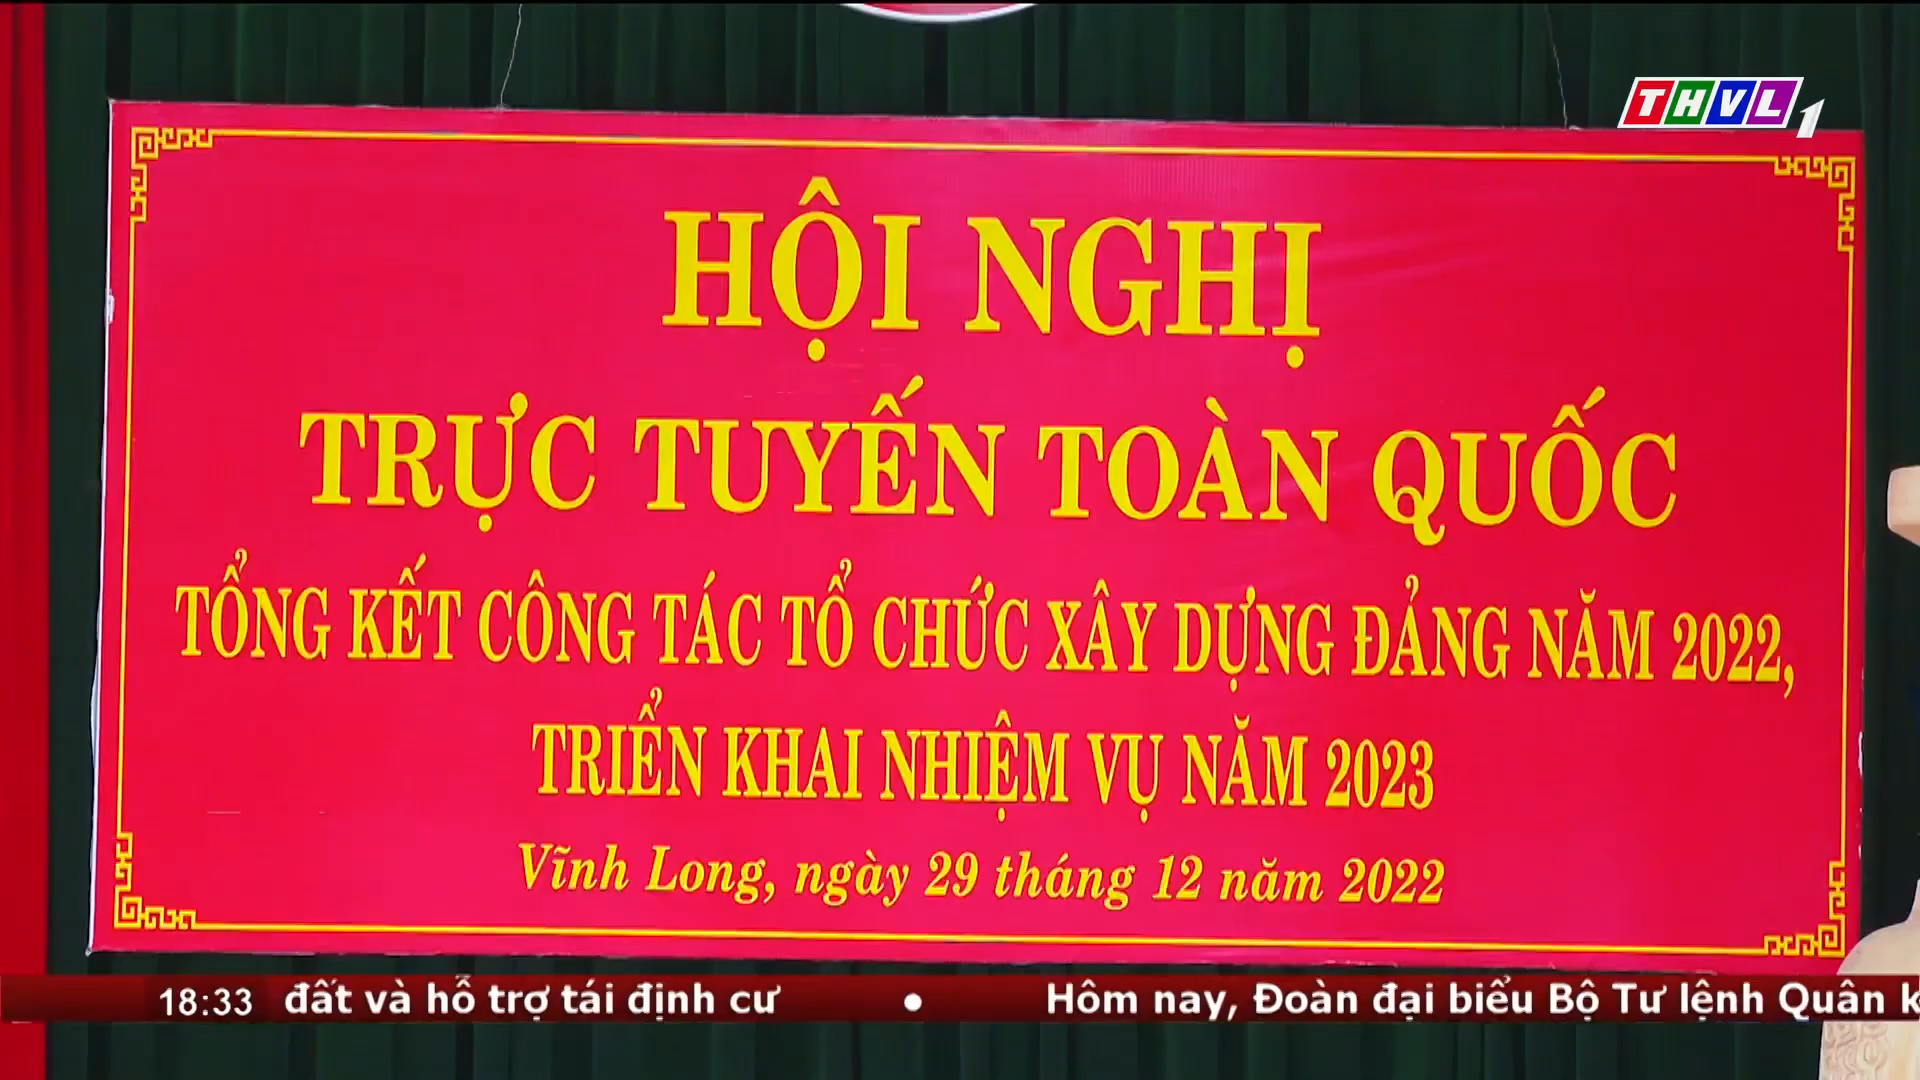 THVL1
HỘI NGHỊ
TRỰC TUYẾN TOÀN QUỐC
TỔNG KẾT CÔNG TÁC TỔ CHỨC XÂY DỰNG ĐẢNG NĂM 2022,
TRIỂN KHAI NHIỆM VỤ NĂM 2023
Vĩnh Long, ngày 29 tháng 12 năm 2022
18:33 đất và hỗ trợ tái định cư • Hôm nay, Đoàn đại biểu Bộ Tư lệnh Quân k